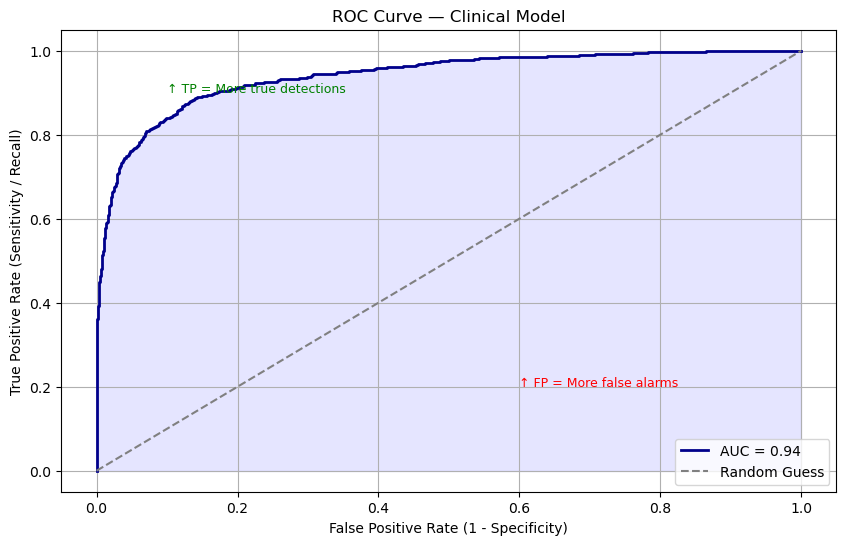 ROC Curve — Clinical Model
True Positive Rate (Sensitivity / Recall)
1.0
0.8
0.6
0.4
0.2
0.0
↑ TP = More true detections
↑ FP = More false alarms
AUC = 0.94
Random Guess
0.0 0.2 0.4 0.6 0.8 1.0
False Positive Rate (1 - Specificity)